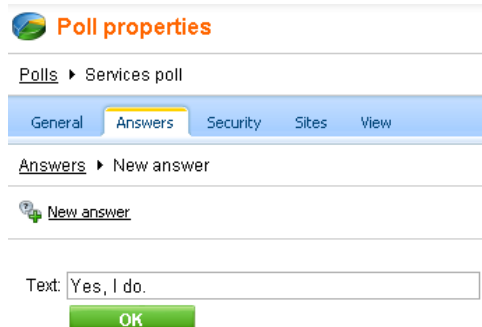 Poll properties
Polls ▸ Services poll
General Answers Security Sites View
Answers ▸ New answer
New answer
Text: Yes, I do.
OK